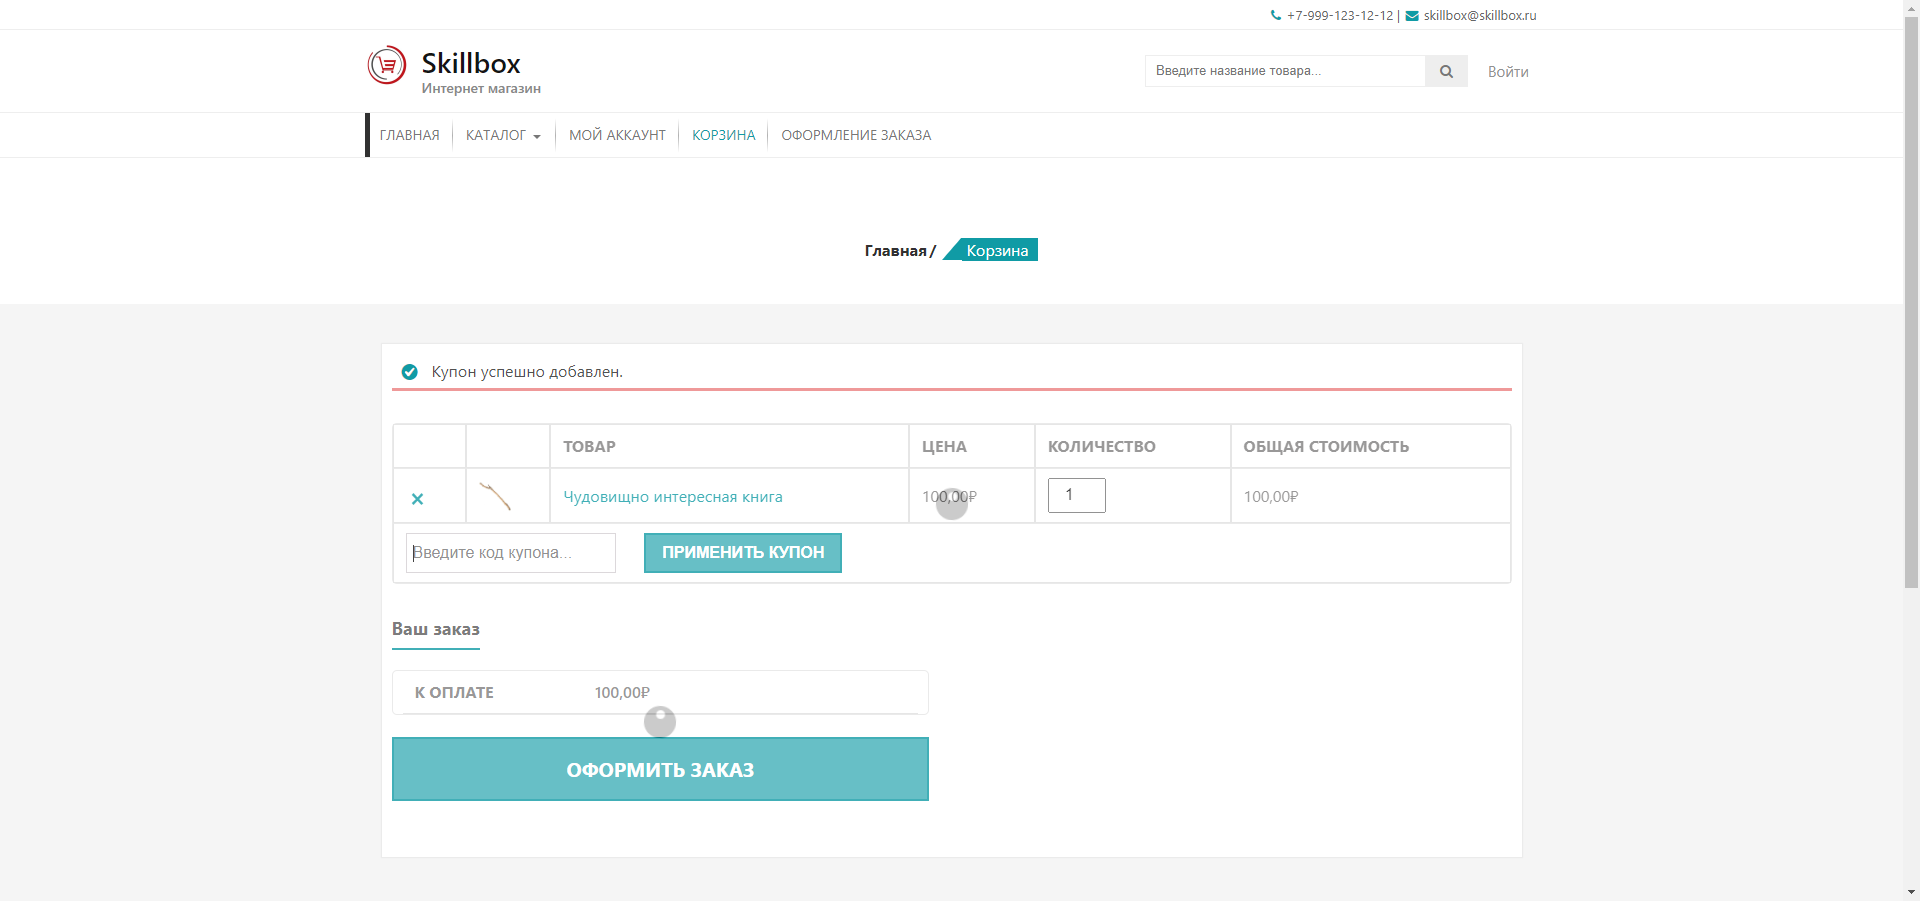 +7-999-123-12-12 | skillbox@skillbox.ru
Skillbox
Интернет магазин
Введите название товара...
Войти
ГЛАВНАЯ КАТАЛОГ МОЙ АККАУНТ КОРЗИНА ОФОРМЛЕНИЕ ЗАКАЗА
Главная / Корзина
Купон успешно добавлен.
ТОВАР ЦЕНА КОЛИЧЕСТВО ОБЩАЯ СТОИМОСТЬ
Чудовищно интересная книга 100,00₽ 1 100,00₽
Введите код купона... ПРИМЕНИТЬ КУПОН
Ваш заказ
К ОПЛАТЕ 100,00₽
ОФОРМИТЬ ЗАКАЗ